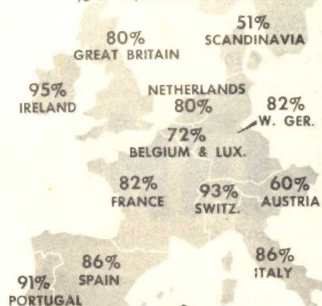 51%
SCANDINAVIA
80%
GREAT BRITAIN
95%
IRELAND
NETHERLANDS
80%
82%
W. GER.
72%
BELGIUM & LUX.
82%
FRANCE
93%
SWITZ.
60%
AUSTRIA
86%
SPAIN
86%
ITALY
91%
PORTUGAL